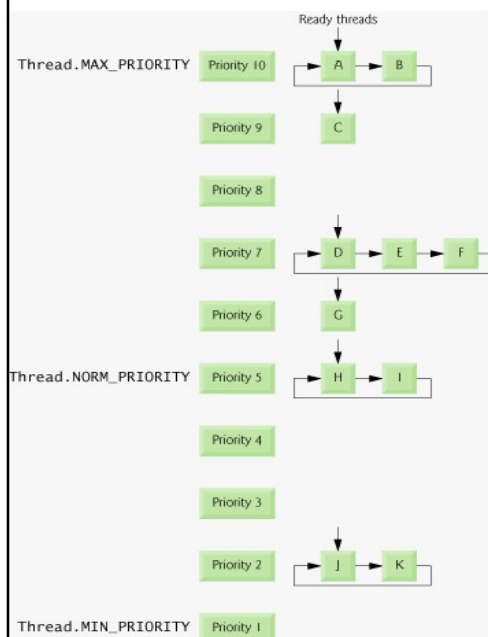 Ready threads
Thread.MAX_PRIORITY Priority 10 A B
Priority 9 C
Priority 8
Priority 7 D E F
Priority 6 G
Thread.NORM_PRIORITY Priority 5 H I
Priority 4
Priority 3
Priority 2 J K
Thread.MIN_PRIORITY Priority 1